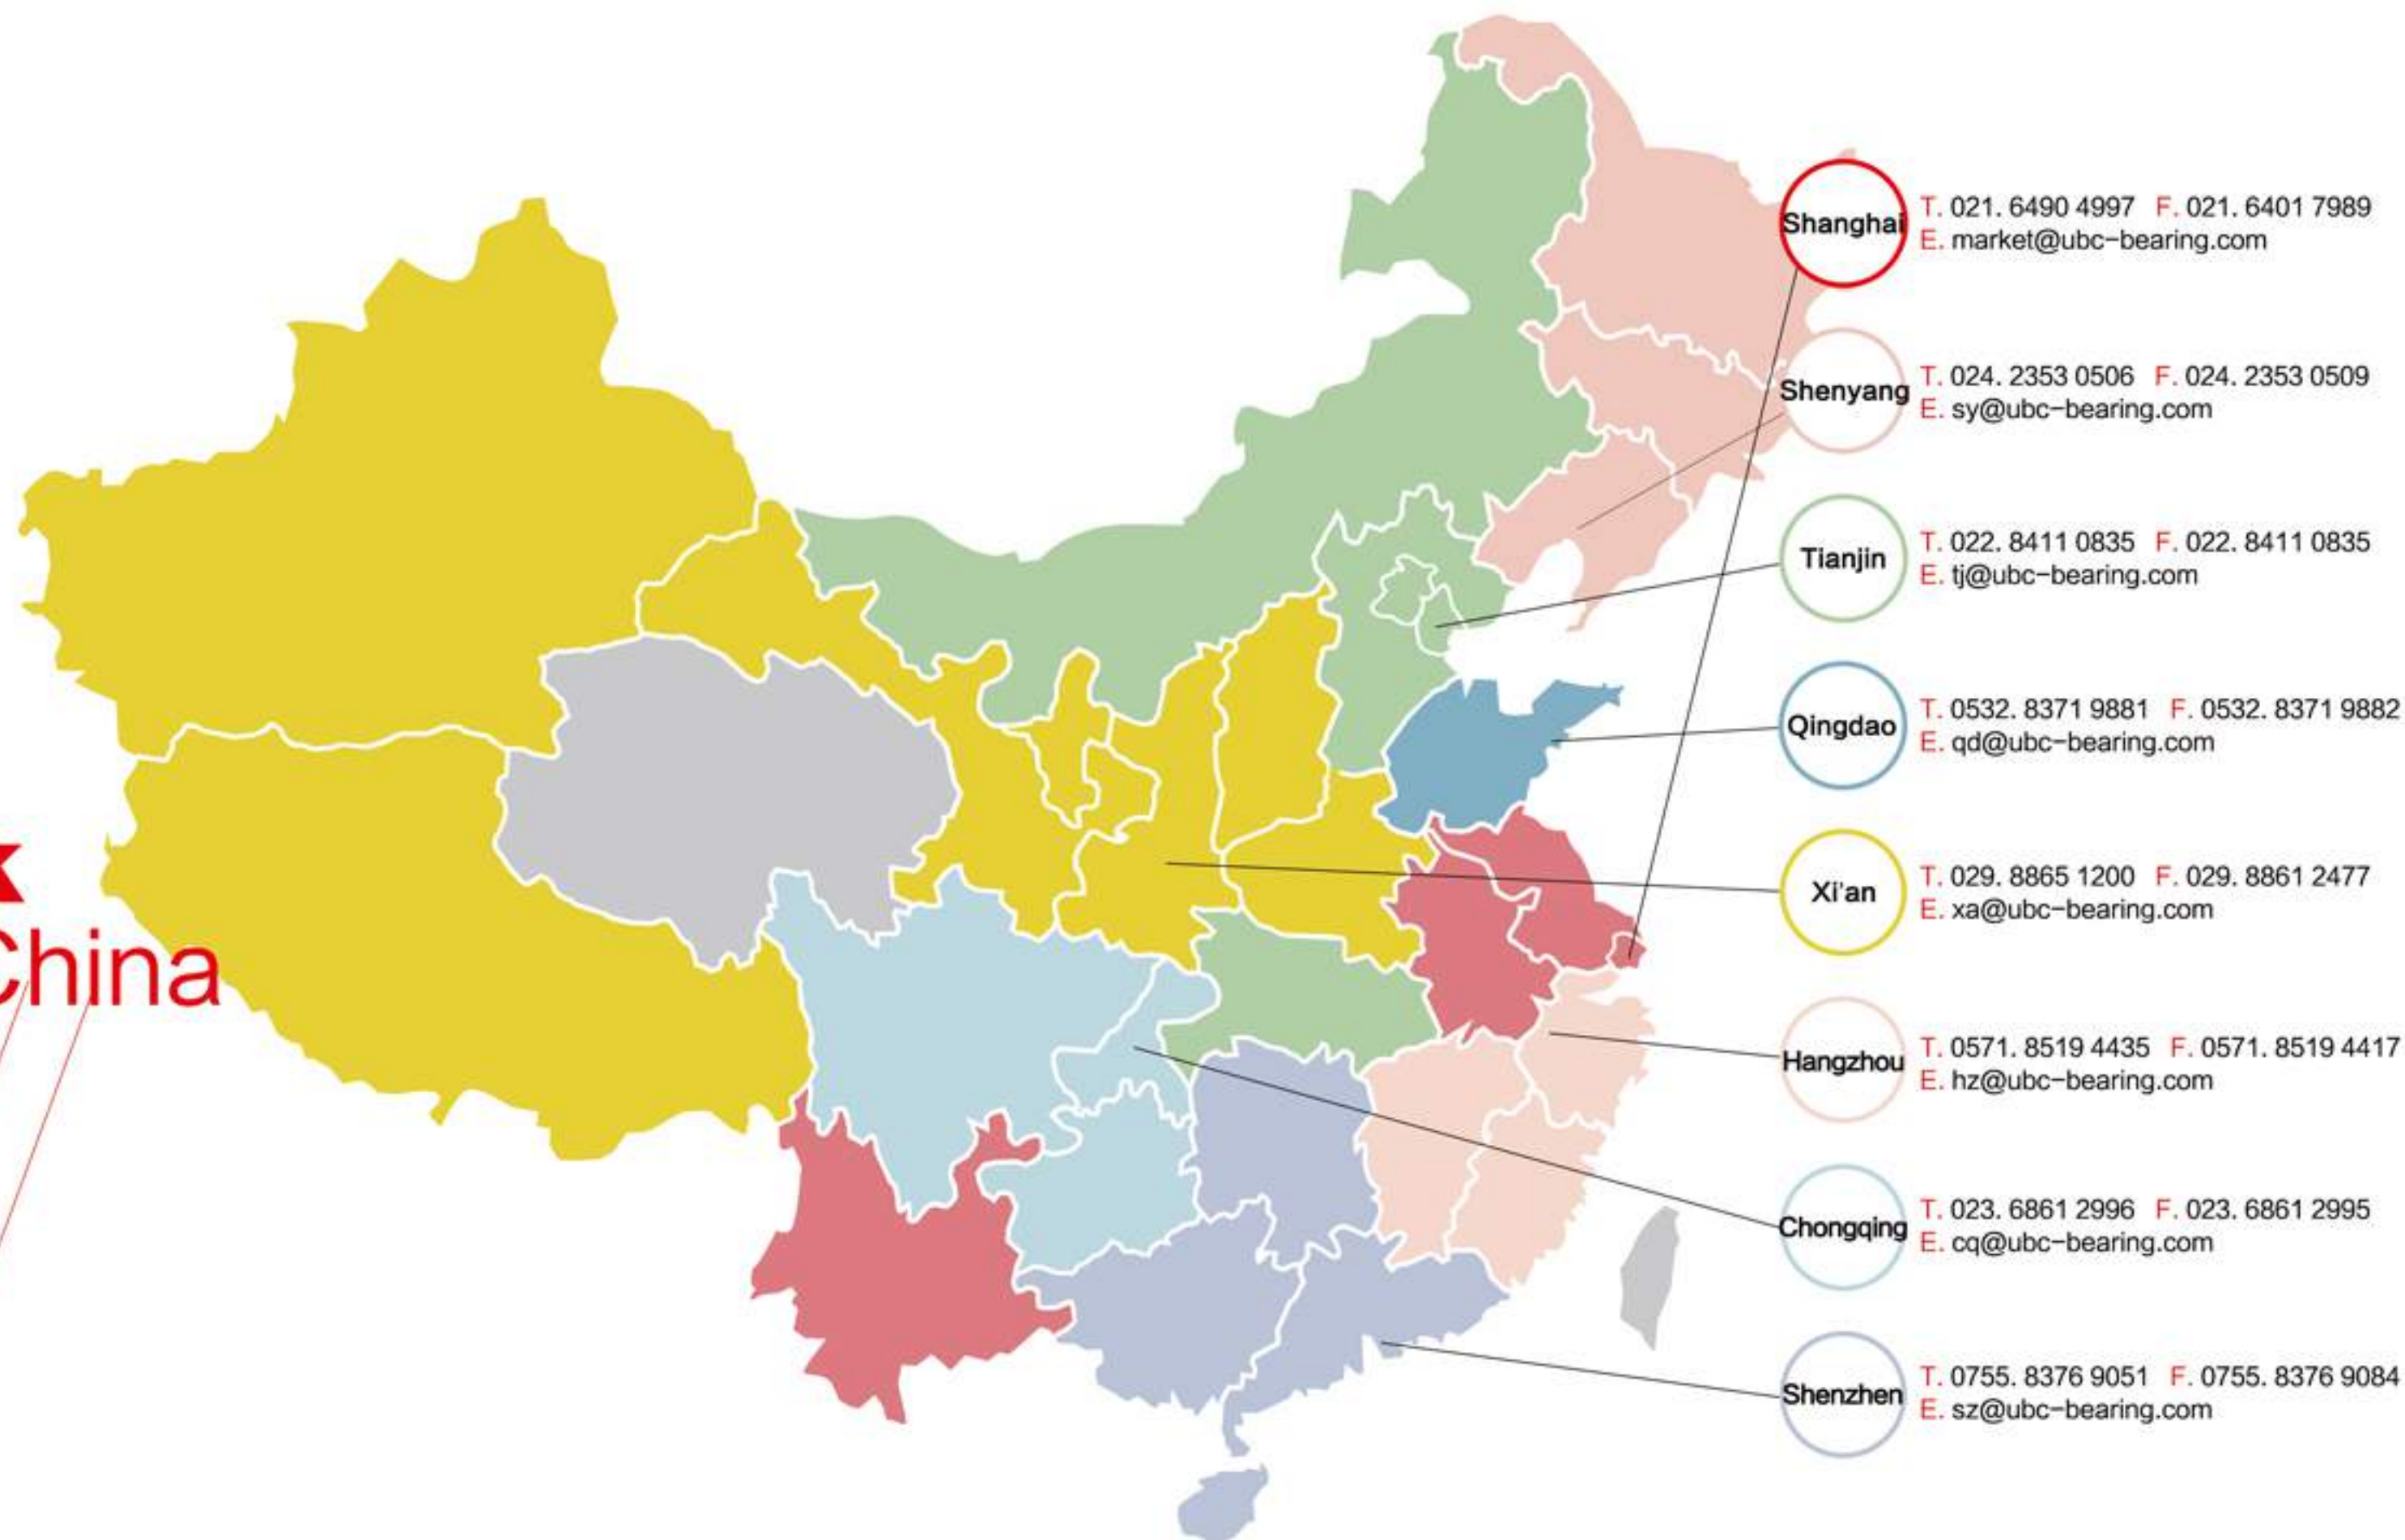 China
Shanghai
T. 021. 6490 4997 F. 021. 6401 7989
E. market@ubc-bearing.com
Shenyang
T. 024. 2353 0506 F. 024. 2353 0509
E. sy@ubc-bearing.com
Tianjin
T. 022. 8411 0835 F. 022. 8411 0835
E. tj@ubc-bearing.com
Qingdao
T. 0532. 8371 9881 F. 0532. 8371 9882
E. qd@ubc-bearing.com
Xi'an
T. 029. 8865 1200 F. 029. 8861 2477
E. xa@ubc-bearing.com
Hangzhou
T. 0571. 8519 4435 F. 0571. 8519 4417
E. hz@ubc-bearing.com
Chongqing
T. 023. 6861 2996 F. 023. 6861 2995
E. cq@ubc-bearing.com
Shenzhen
T. 0755. 8376 9051 F. 0755. 8376 9084
E. sz@ubc-bearing.com